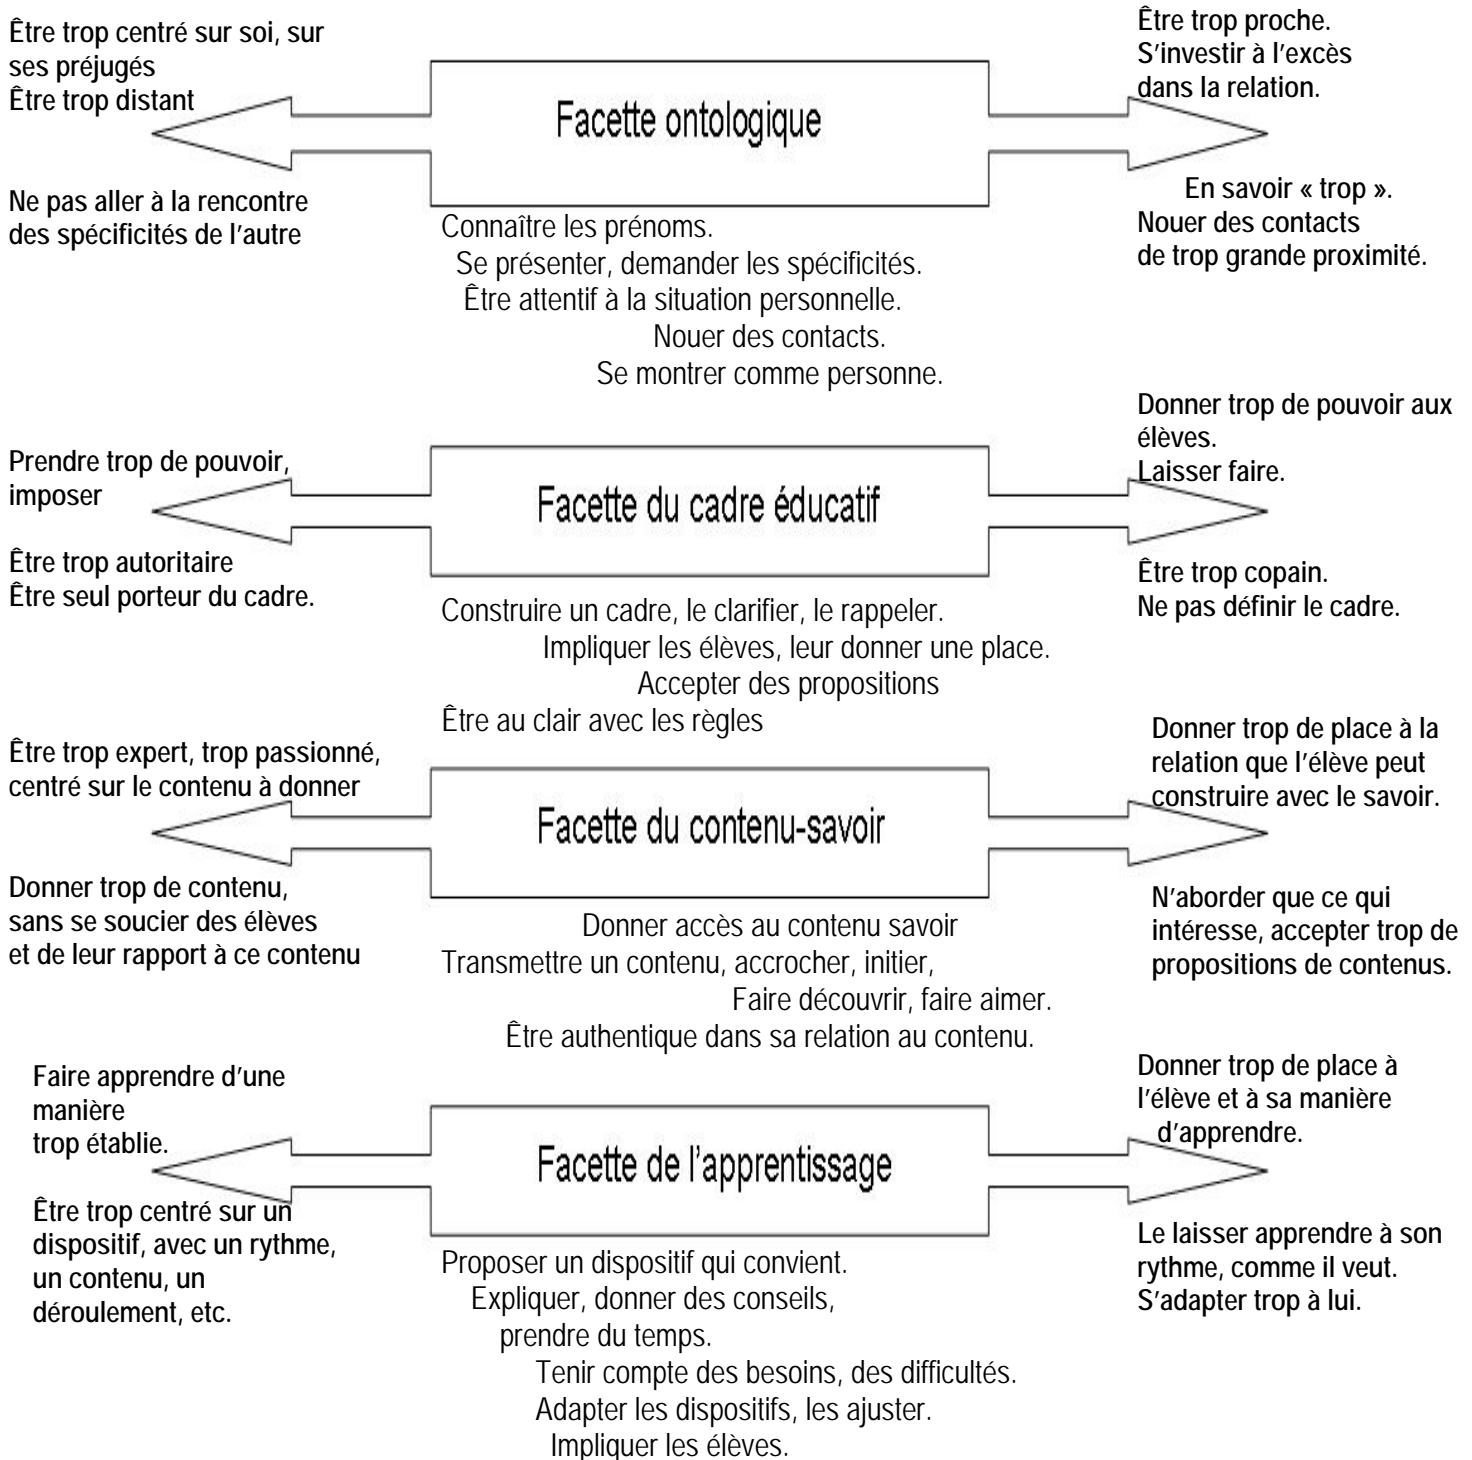 Être trop centré sur soi, sur
ses préjugés
Être trop distant
Ne pas aller à la rencontre
des spécificités de l'autre
Facette ontologique
Être trop proche.
S'investir à l'excès
dans la relation.
En savoir « trop ».
Nouer des contacts
de trop grande proximité.
Connaître les prénoms.
Se présenter, demander les spécificités.
Être attentif à la situation personnelle.
Nouer des contacts.
Se montrer comme personne.
Prendre trop de pouvoir,
imposer
Être trop autoritaire
Être seul porteur du cadre.
Facette du cadre éducatif
Donner trop de pouvoir aux
élèves.
Laisser faire.
Être trop copain.
Ne pas définir le cadre.
Construire un cadre, le clarifier, le rappeler.
Impliquer les élèves, leur donner une place.
Accepter des propositions
Être au clair avec les règles
Être trop expert, trop passionné,
centré sur le contenu à donner
Donner trop de contenu,
sans se soucier des élèves
et de leur rapport à ce contenu
Facette du contenu-savoir
Donner trop de place à la
relation que l'élève peut
construire avec le savoir.
N'aborder que ce qui
intéresse, accepter trop de
propositions de contenus.
Donner accès au contenu savoir
Transmettre un contenu, accrocher, initier,
Faire découvrir, faire aimer.
Être authentique dans sa relation au contenu.
Faire apprendre d'une
manière
trop établie.
Être trop centré sur un
dispositif, avec un rythme,
un contenu, un
déroulement, etc.
Facette de l'apprentissage
Donner trop de place à
l'élève et à sa manière
d'apprendre.
Le laisser apprendre à son
rythme, comme il veut.
S'adapter trop à lui.
Proposer un dispositif qui convient.
Expliquer, donner des conseils,
prendre du temps.
Tenir compte des besoins, des difficultés.
Adapter les dispositifs, les ajuster.
Impliquer les élèves.